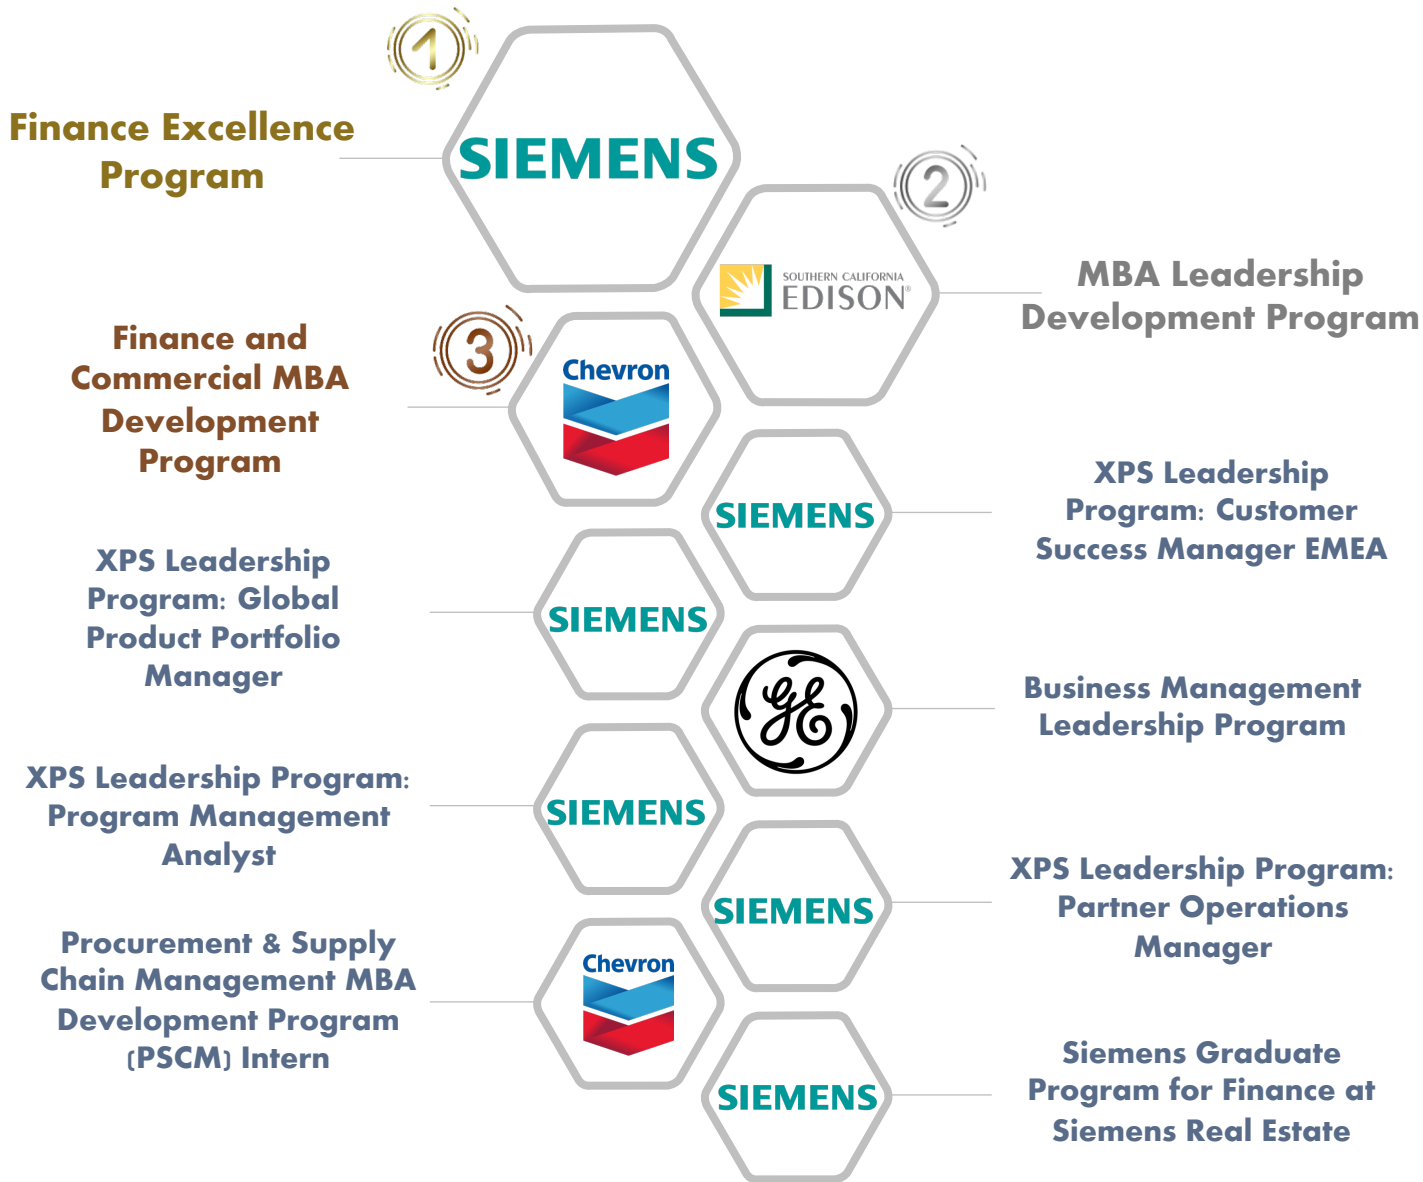 1
Finance Excellence
Program
SIEMENS
2
SOUTHERN CALIFORNIA
EDISON®
MBA Leadership
Development Program
3
Finance and
Commercial MBA
Development
Program
Chevron
SIEMENS
XPS Leadership
Program: Customer
Success Manager EMEA
XPS Leadership
Program: Global
Product Portfolio
Manager
SIEMENS
GE
Business Management
Leadership Program
XPS Leadership Program:
Program Management
Analyst
SIEMENS
SIEMENS
XPS Leadership Program:
Partner Operations
Manager
Procurement & Supply
Chain Management MBA
Development Program
(PSCM) Intern
Chevron
SIEMENS
Siemens Graduate
Program for Finance at
Siemens Real Estate